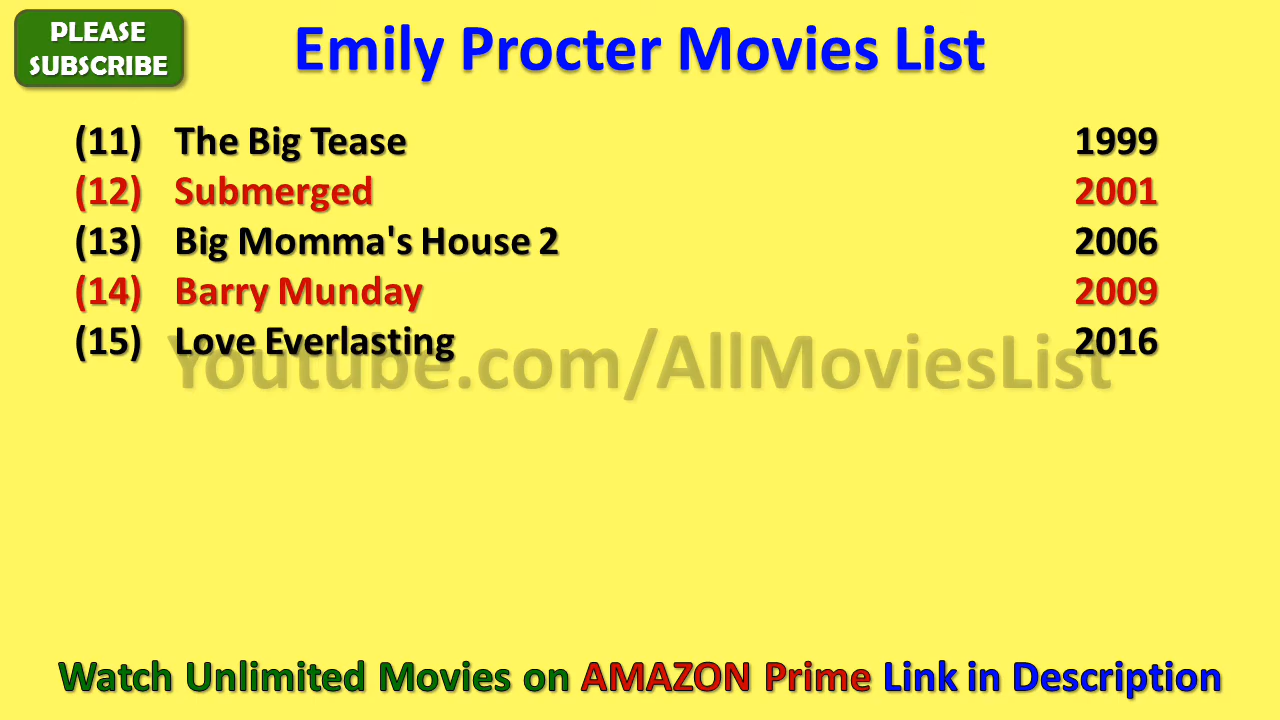 PLEASE
SUBSCRIBE
Emily Procter Movies List
(11) The Big Tease 1999
(12) Submerged 2001
(13) Big Momma's House 2 2006
(14) Barry Munday 2009
(15) Love Everlasting 2016
Youtube.com/AllMoviesList
Watch Unlimited Movies on AMAZON Prime Link in Description